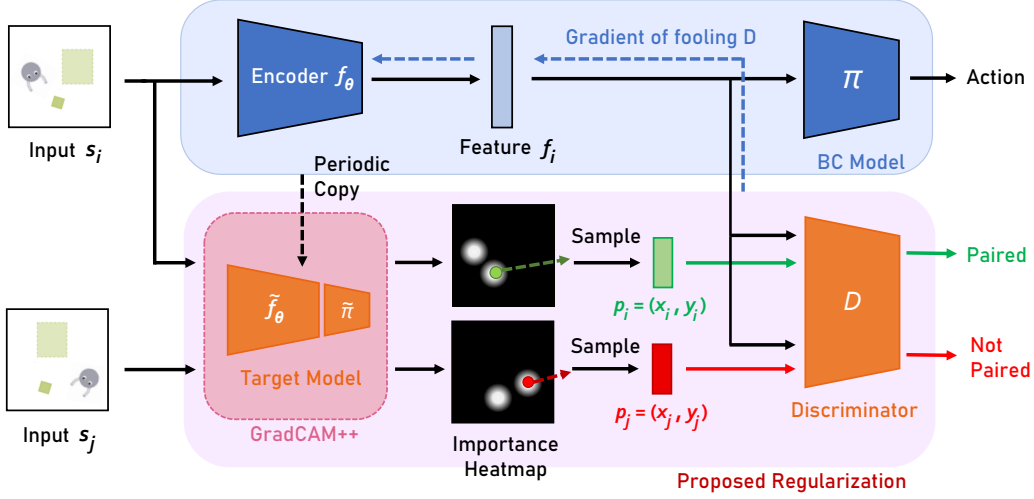 Gradient of fooling D
Encoder f_θ
π
Action
Input s_i
Feature f_i
BC Model
Periodic
Copy
Sample
Paired
p_i = (x_i , y_i)
f̃_θ
π̃
D
Target Model
Sample
Not
Paired
p_j = (x_j , y_j)
Discriminator
Input s_j
GradCAM++
Importance
Heatmap
Proposed Regularization